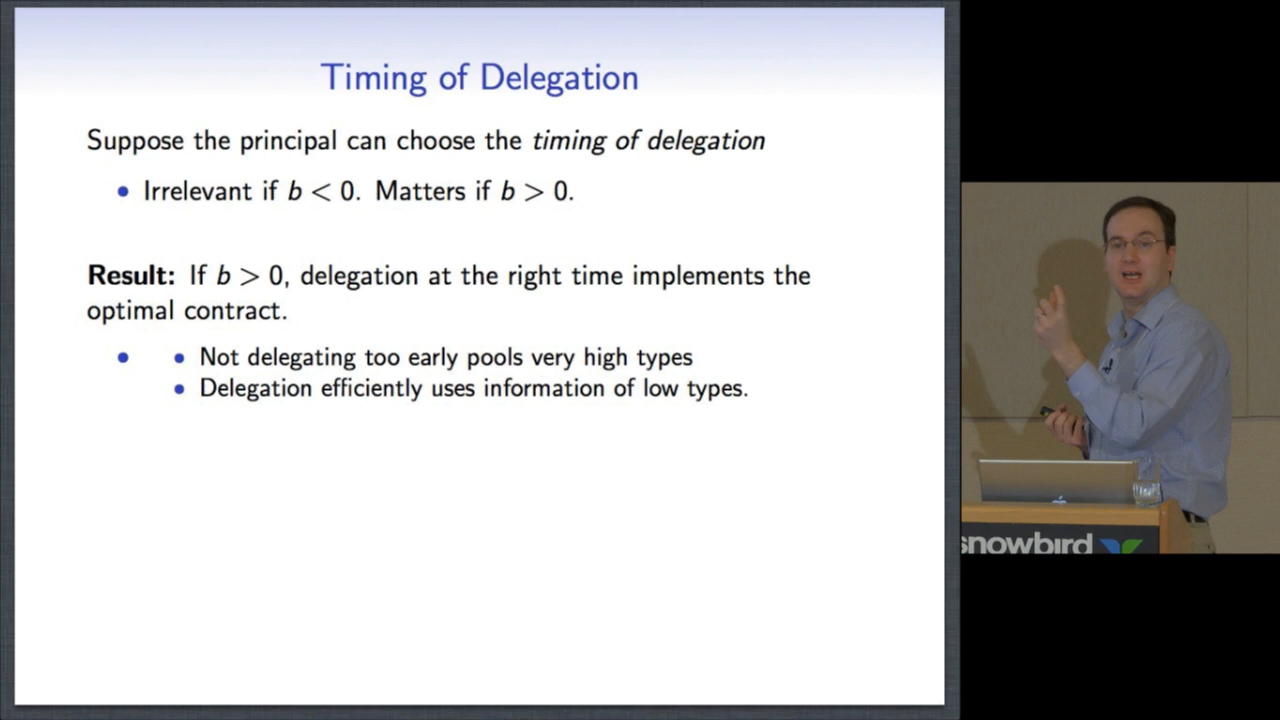 Timing of Delegation
Suppose the principal can choose the timing of delegation
• Irrelevant if b < 0. Matters if b > 0.
Result: If b > 0, delegation at the right time implements the
optimal contract.
• • Not delegating too early pools very high types
• Delegation efficiently uses information of low types.
snowbird